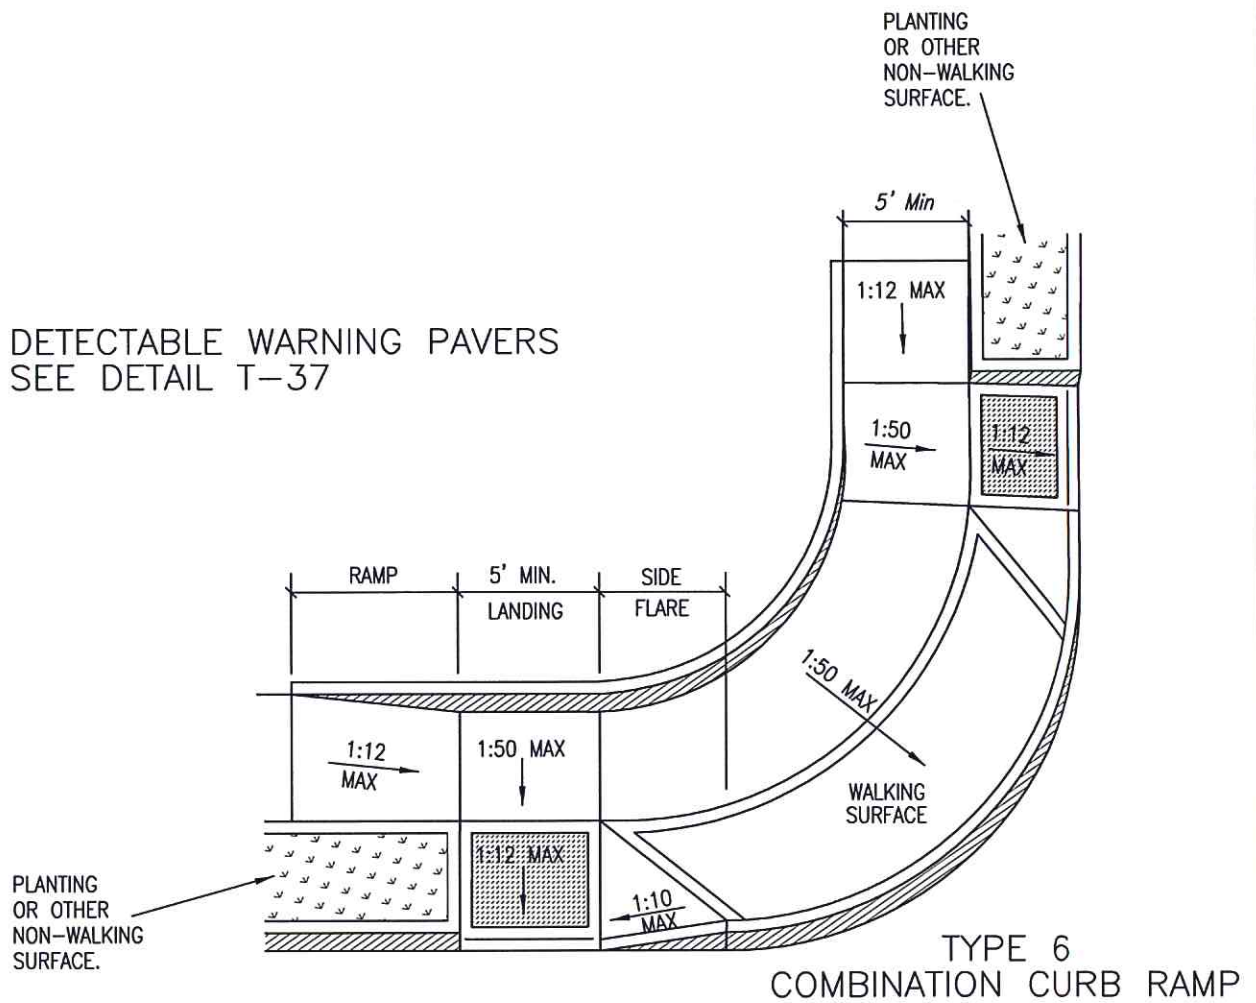 PLANTING
OR OTHER
NON-WALKING
SURFACE.
5' Min
1:12 MAX
DETECTABLE WARNING PAVERS
SEE DETAIL T-37
1:50
MAX
1:12
MAX
RAMP
5' MIN.
LANDING
SIDE
FLARE
1:50 MAX
1:12
MAX
1:50 MAX
WALKING
SURFACE
1:12 MAX
1:10
MAX
PLANTING
OR OTHER
NON-WALKING
SURFACE.
TYPE 6
COMBINATION CURB RAMP